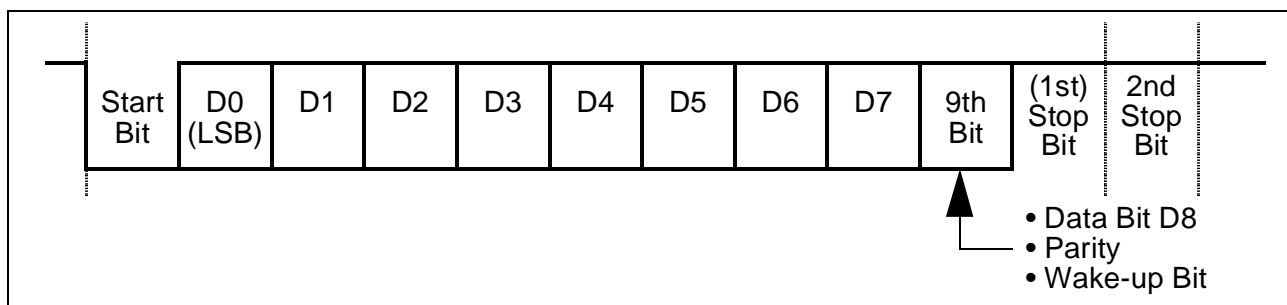 Start Bit
D0 (LSB)
D1
D2
D3
D4
D5
D6
D7
9th Bit
(1st) Stop Bit
2nd Stop Bit
• Data Bit D8
• Parity
• Wake-up Bit